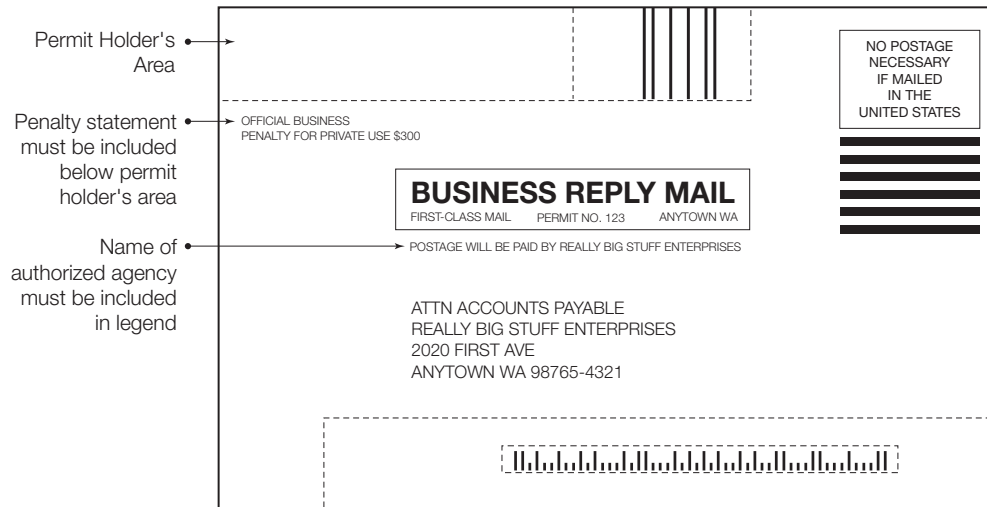 Permit Holder's
Area
Penalty statement
must be included
below permit
holder's area
Name of
authorized agency
must be included
in legend
OFFICIAL BUSINESS
PENALTY FOR PRIVATE USE $300
NO POSTAGE
NECESSARY
IF MAILED
IN THE
UNITED STATES
BUSINESS REPLY MAIL
FIRST-CLASS MAIL PERMIT NO. 123 ANYTOWN WA
POSTAGE WILL BE PAID BY REALLY BIG STUFF ENTERPRISES
ATTN ACCOUNTS PAYABLE
REALLY BIG STUFF ENTERPRISES
2020 FIRST AVE
ANYTOWN WA 98765-4321